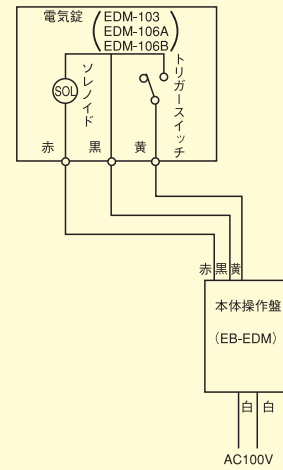 電気錠
EDM-103
EDM-106A
EDM-106B
ソレノイド
トリガースイッチ
SOL
赤 黒 黄
赤 黒 黄
本体操作盤
(EB-EDM)
白 白
AC100V